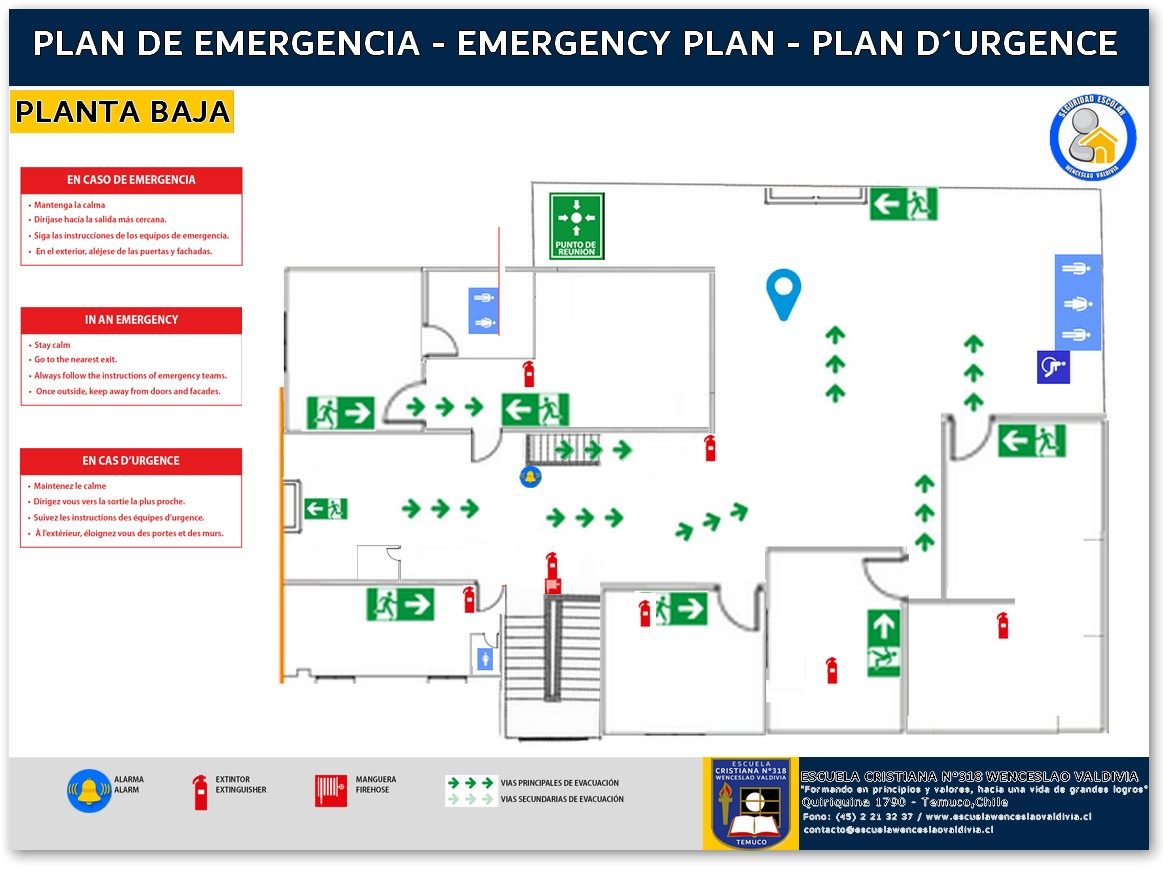 PLAN DE EMERGENCIA - EMERGENCY PLAN - PLAN D´URGENCE
PLANTA BAJA
SEGURIDAD ESCOLAR
WENCESLAO VALDIVIA
EN CASO DE EMERGENCIA
• Mantenga la calma
• Diríjase hacía la salida más cercana.
• Siga las instrucciones de los equipos de emergencia.
• En el exterior, aléjese de las puertas y fachadas.
PUNTO DE
REUNIÓN
IN AN EMERGENCY
• Stay calm
• Go to the nearest exit.
• Always follow the instructions of emergency teams.
• Once outside, keep away from doors and facades.
EN CAS D'URGENCE
• Maintenez le calme
• Dirigez vous vers la sortie la plus proche.
• Suivez les instructions des équipes d'urgence.
• À l'extérieur, éloignez vous des portes et des murs.
ALARMA
ALARM
EXTINTOR
EXTINGUISHER
MANGUERA
FIREHOSE
VIAS PRINCIPALES DE EVACUACIÓN
VIAS SECUNDARIAS DE EVACUACIÓN
ESCUELA
CRISTIANA N°318
WENCESLAO VALDIVIA
TEMUCO
ESCUELA CRISTIANA N°318 WENCESLAO VALDIVIA
"Formando en principios y valores, hacia una vida de grandes logros"
Quiriquina 1790 - Temuco,Chile
Fono: (45) 2 21 32 37 / www.escuelawenceslaovaldivia.cl
contacto@escuelawenceslaovaldivia.cl